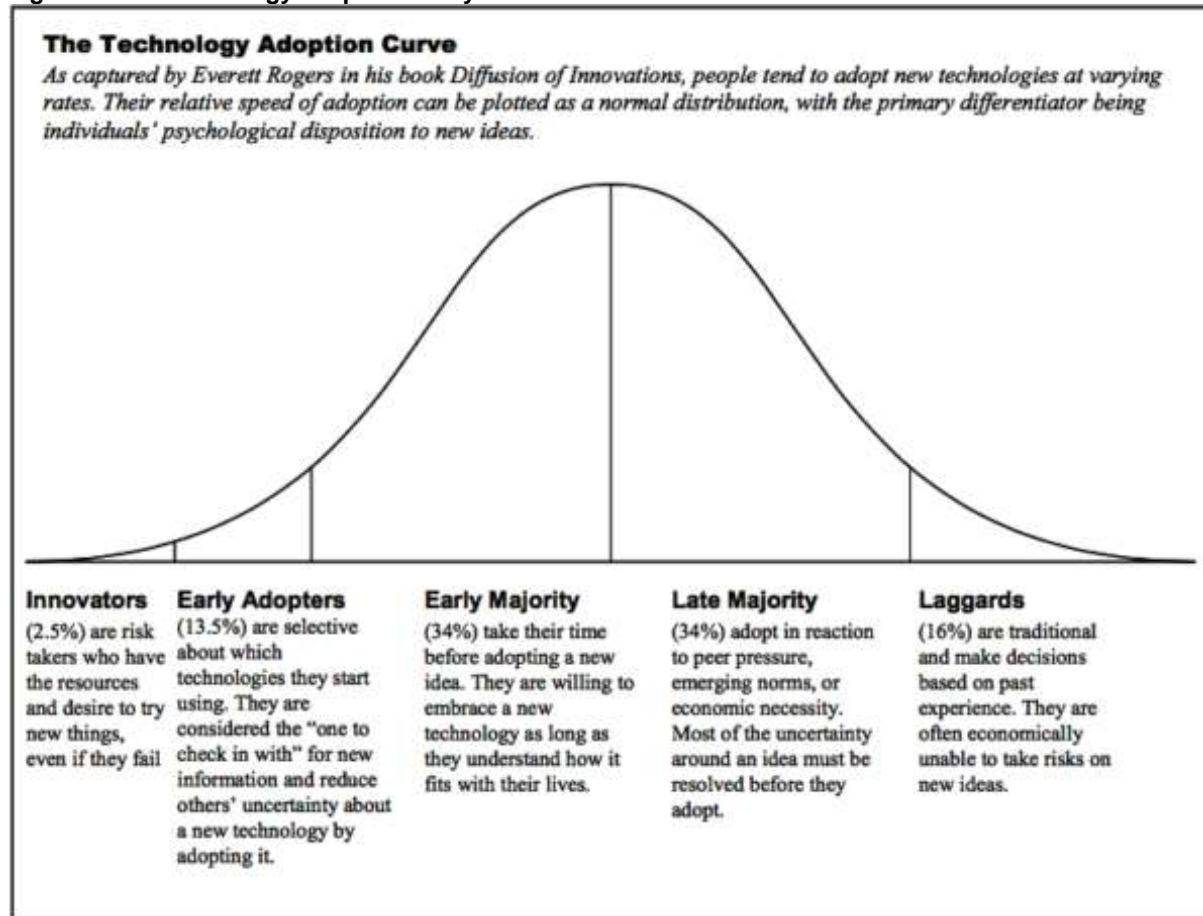 The Technology Adoption Curve
As captured by Everett Rogers in his book Diffusion of Innovations, people tend to adopt new technologies at varying
rates. Their relative speed of adoption can be plotted as a normal distribution, with the primary differentiator being
individuals' psychological disposition to new ideas.
Innovators
(2.5%) are risk
takers who have
the resources
and desire to try
new things,
even if they fail
Early Adopters
(13.5%) are selective
about which
technologies they start
using. They are
considered the "one to
check in with" for new
information and reduce
others' uncertainty about
a new technology by
adopting it.
Early Majority
(34%) take their time
before adopting a new
idea. They are willing to
embrace a new
technology as long as
they understand how it
fits with their lives.
Late Majority
(34%) adopt in reaction
to peer pressure,
emerging norms, or
economic necessity.
Most of the uncertainty
around an idea must be
resolved before they
adopt.
Laggards
(16%) are traditional
and make decisions
based on past
experience. They are
often economically
unable to take risks on
new ideas.